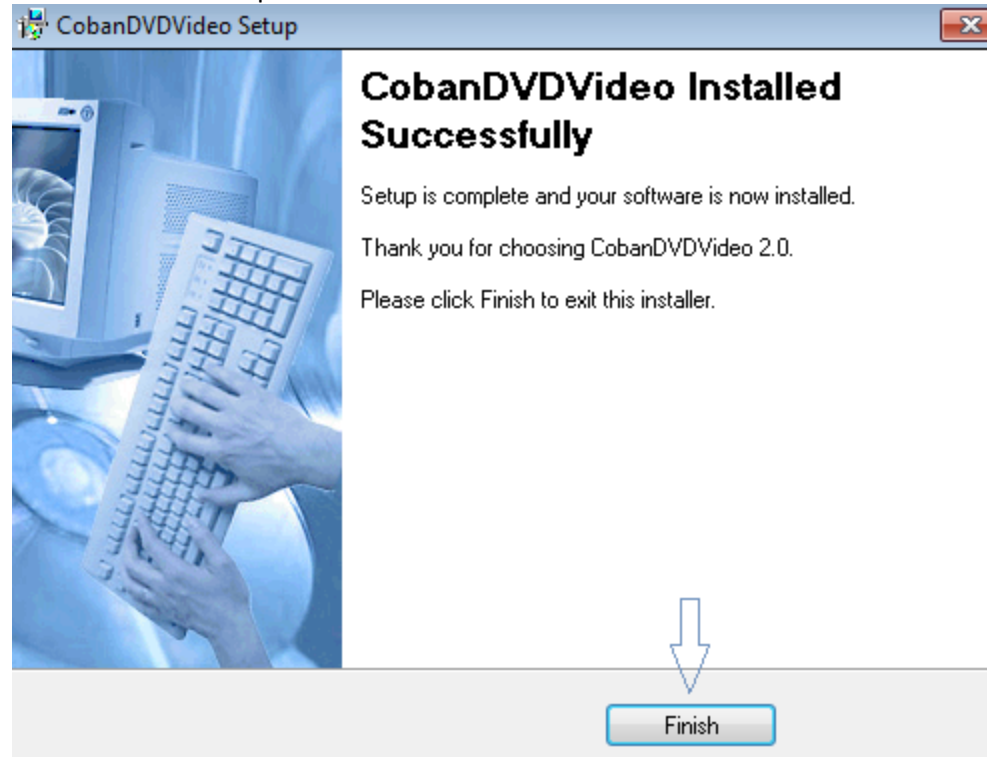 CobanDVDVideo Setup
CobanDVDVideo Installed
Successfully
Setup is complete and your software is now installed.
Thank you for choosing CobanDVDVideo 2.0.
Please click Finish to exit this installer.
Finish